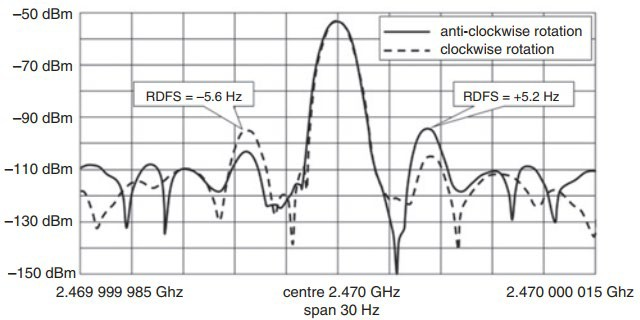 −50 dBm
anti-clockwise rotation
clockwise rotation
−70 dBm
RDFS = −5.6 Hz
RDFS = +5.2 Hz
−90 dBm
−110 dBm
−130 dBm
−150 dBm
2.469 999 985 Ghz
centre 2.470 GHz
2.470 000 015 Ghz
span 30 Hz